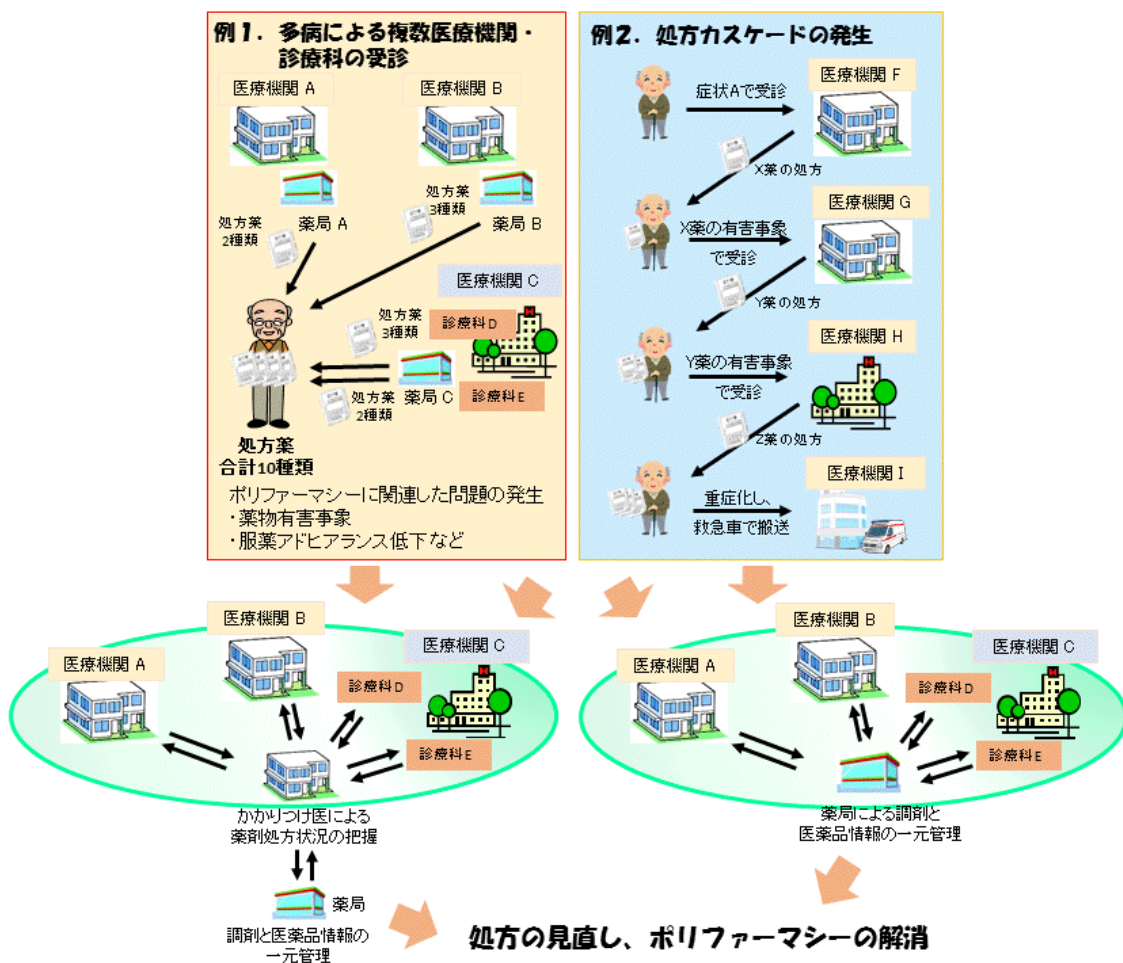 例1. 多病による複数医療機関・
診療科の受診
医療機関 A
医療機関 B
処方薬
2種類
薬局 A
処方薬
3種類
薬局 B
医療機関 C
処方薬
3種類
診療科D
薬局 C
診療科E
処方薬
2種類
処方薬
合計10種類
ポリファーマシーに関連した問題の発生
・薬物有害事象
・服薬アドヒアランス低下など
例2. 処方カスケードの発生
症状Aで受診
医療機関 F
X薬の処方
医療機関 G
X薬の有害事象
で受診
Y薬の処方
医療機関 H
Y薬の有害事象
で受診
Z薬の処方
医療機関 I
重症化し、
救急車で搬送
医療機関 B
医療機関 A
医療機関 C
診療科D
診療科E
かかりつけ医による
薬剤処方状況の把握
薬局
調剤と医薬品情報の
一元管理
医療機関 B
医療機関 A
医療機関 C
診療科D
診療科E
薬局による調剤と
医薬品情報の一元管理
処方の見直し、ポリファーマシーの解消